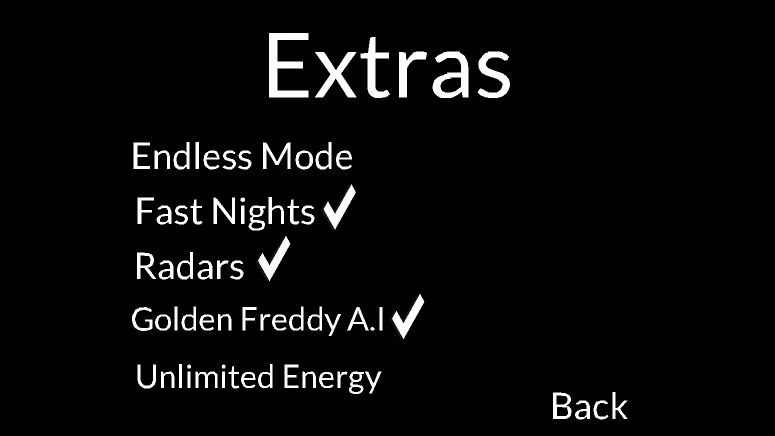 Extras
Endless Mode
Fast Nights
Radars
Golden Freddy A.I
Unlimited Energy
Back